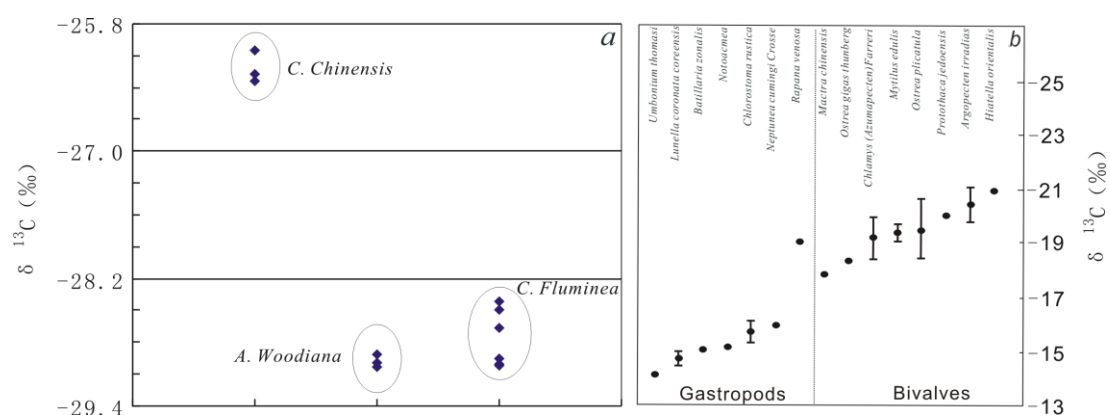 -25.8
-27.0
-28.2
-29.4
δ ¹³C (‰)
a
C. Chinensis
A. Woodiana
C. Fluminea
b
Umbonium thomasi
Lunella coronata coreensis
Batillaria zonalis
Notoacmea
Chlorostoma rustica
Neptunea cumingi Crosse
Rapana venosa
Mactra chinensis
Ostrea gigas thunberg
Chlamys (Azumapecten) Farreri
Mytilus edulis
Ostrea plicatula
Protothaca jedoensis
Argopecten irradias
Hiatella orientalis
Gastropods
Bivalves
-25
-23
-21
-19
-17
-15
-13
δ ¹³C (‰)